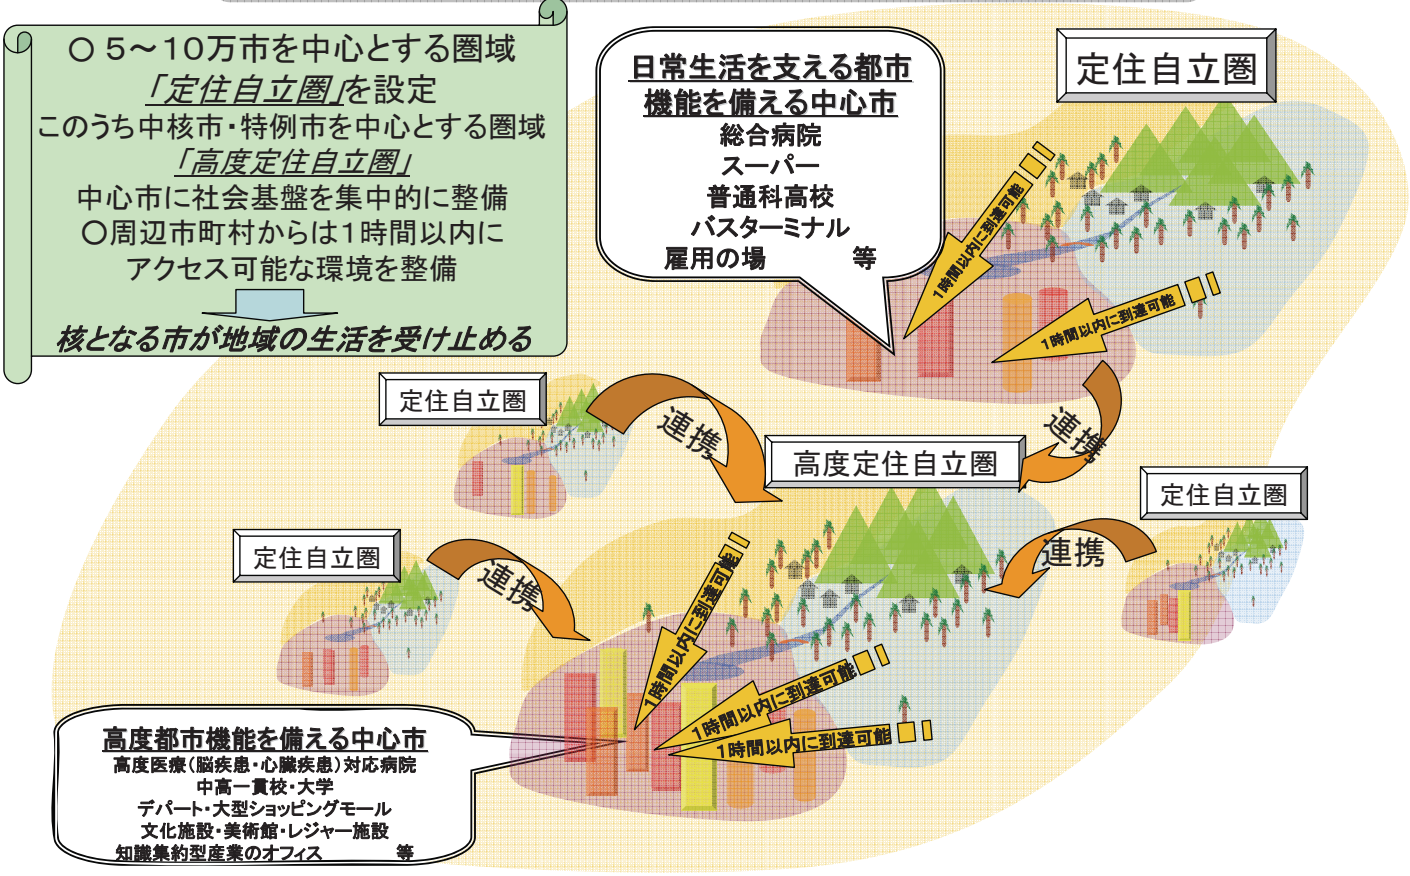 ○５～１０万市を中心とする圏域
「定住自立圏」を設定
このうち中核市・特例市を中心とする圏域
「高度定住自立圏」
中心市に社会基盤を集中的に整備
○周辺市町村からは１時間以内に
アクセス可能な環境を整備
核となる市が地域の生活を受け止める
日常生活を支える都市
機能を備える中心市
総合病院
スーパー
普通科高校
バスターミナル
雇用の場　　　等
定住自立圏
1時間以内に到達可能
1時間以内に到達可能
定住自立圏
連携
連携
高度定住自立圏
定住自立圏
連携
定住自立圏
連携
1時間以内に到達可能
1時間以内に到達可能
1時間以内に到達可能
高度都市機能を備える中心市
高度医療（脳疾患・心臓疾患）対応病院
中高一貫校・大学
デパート・大型ショッピングモール
文化施設・美術館・レジャー施設
知識集約型産業のオフィス　　　等